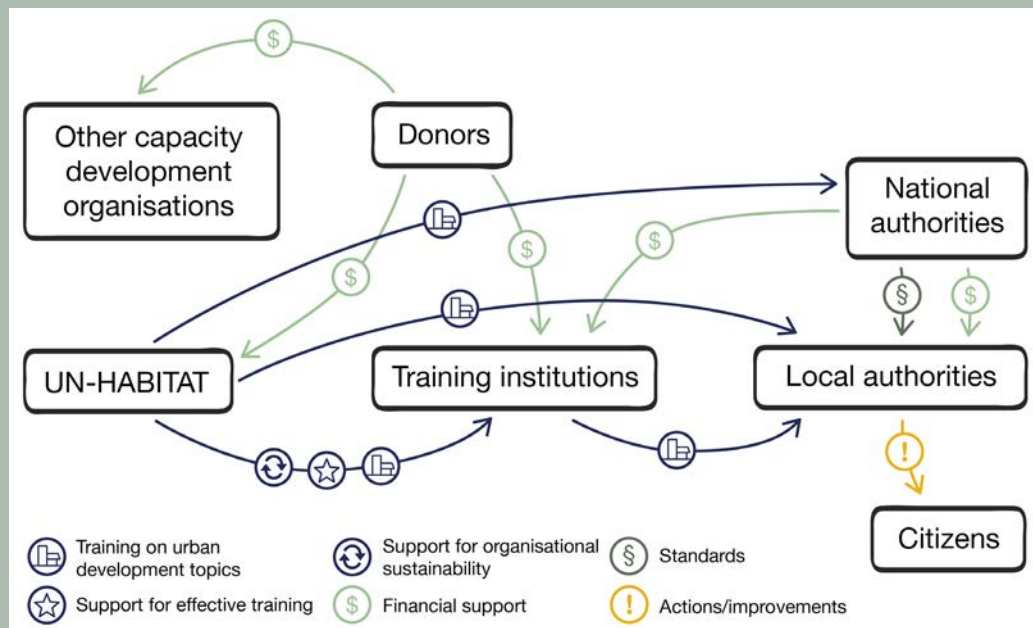 $
Other capacity
development
organisations
Donors
National
authorities
$
$
$
§
$
UN-HABITAT
Training institutions
Local authorities
!
Citizens
Training on urban
development topics
Support for organisational
sustainability
§
Standards
Support for effective training
$
Financial support
!
Actions/improvements